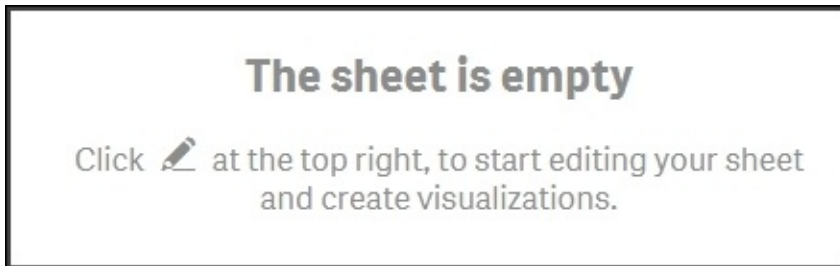 The sheet is empty
Click at the top right, to start editing your sheet
and create visualizations.